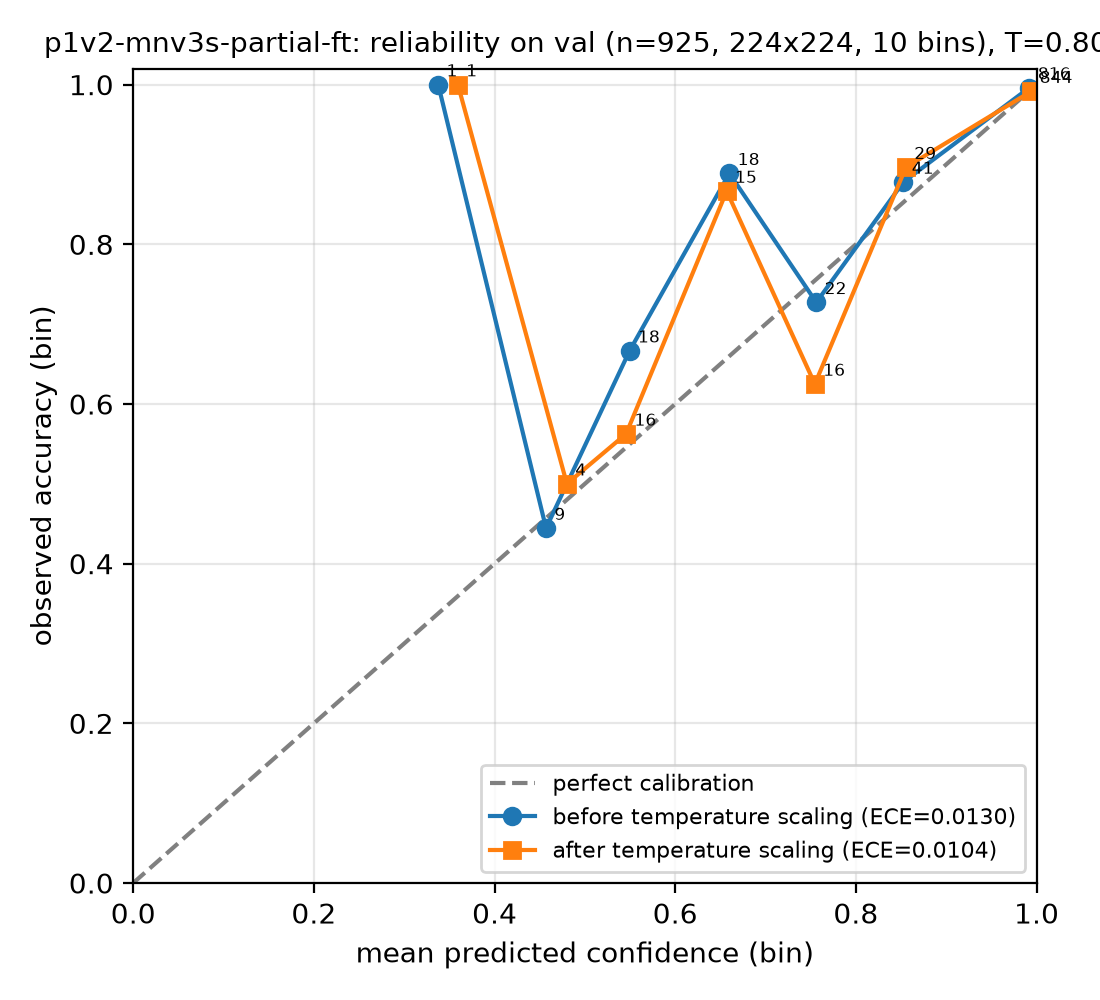 p1v2-mnv3s-partial-ft: reliability on val (n=925, 224x224, 10 bins), T=0.80
1 1
816
844
1.0
29
41
18
15
0.8
22
18
16
0.6
16
4
9
0.4
0.2
0.0
observed accuracy (bin)
perfect calibration
before temperature scaling (ECE=0.0130)
after temperature scaling (ECE=0.0104)
0.0 0.2 0.4 0.6 0.8 1.0
mean predicted confidence (bin)